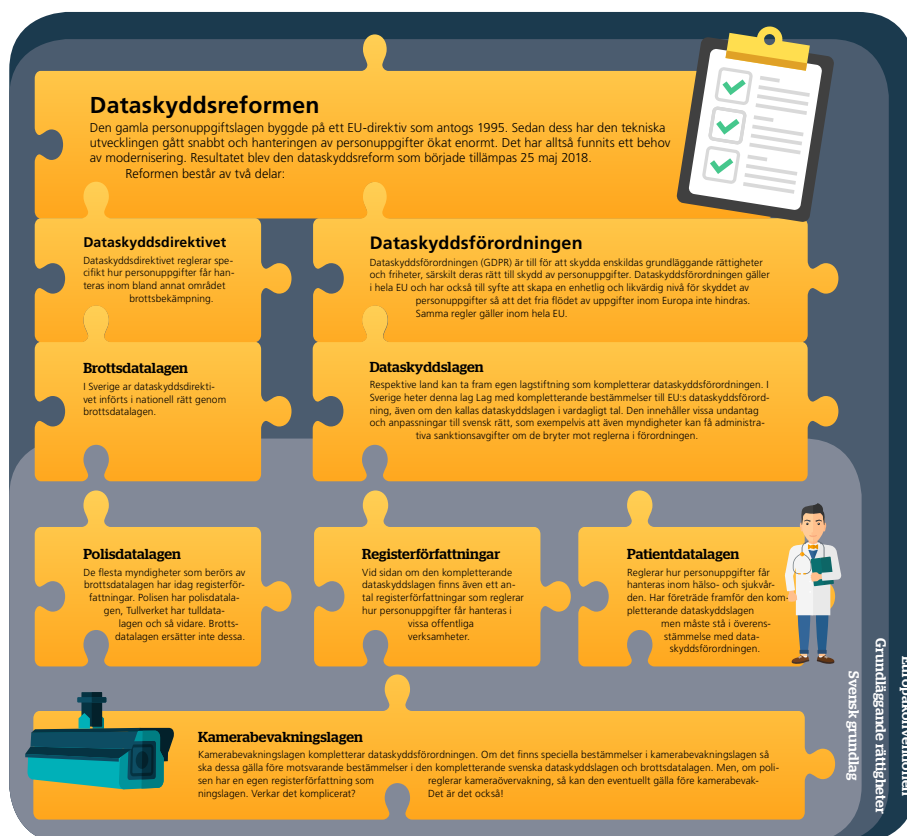 Dataskyddsreformen
Den gamla personuppgiftslagen byggde på ett EU-direktiv som antogs 1995. Sedan dess har den tekniska
utvecklingen gått snabbt och hanteringen av personuppgifter ökat enormt. Det har alltså funnits ett behov
av modernisering. Resultatet blev den dataskyddsreform som började tillämpas 25 maj 2018.
Reformen består av två delar:
Dataskyddsdirektivet
Dataskyddsdirektivet reglerar spe-
cifikt hur personuppgifter får han-
teras inom bland annat området
brottsbekämpning.
Dataskyddsförordningen
Dataskyddsförordningen (GDPR) är till för att skydda enskildas grundläggande rättigheter
och friheter, särskilt deras rätt till skydd av personuppgifter. Dataskyddsförordningen gäller
i hela EU och har också till syfte att skapa en enhetlig och likvärdig nivå för skyddet av
personuppgifter så att det fria flödet av uppgifter inom Europa inte hindras.
Samma regler gäller inom hela EU.
Brottsdatalagen
I Sverige ar dataskyddsdirekti-
vet införts i nationell rätt genom
brottsdatalagen.
Dataskyddslagen
Respektive land kan ta fram egen lagstiftning som kompletterar dataskyddsförordningen. I
Sverige heter denna lag Lag med kompletterande bestämmelser till EU:s dataskyddsförord-
ning, även om den kallas dataskyddslagen i vardagligt tal. Den innehåller vissa undantag
och anpassningar till svensk rätt, som exempelvis att även myndigheter kan få administra-
tiva sanktionsavgifter om de bryter mot reglerna i förordningen.
Polisdatalagen
De flesta myndigheter som berörs av
brottsdatalagen har idag registerför-
fattningar. Polisen har polisdatala-
gen, Tullverket har tulldata-
lagen och så vidare. Brotts-
datalagen ersätter inte dessa.
Registerförfattningar
Vid sidan om den kompletterande
dataskyddslagen finns även ett an-
tal registerförfattningar som reglerar
hur personuppgifter får hanteras i
vissa offentliga
verksamheter.
Patientdatalagen
Reglerar hur personuppgifter får
hanteras inom hälso- och sjukvår-
den. Har företräde framför den kom-
pletterande dataskyddslagen
men måste stå i överens-
stämmelse med data-
skyddsförordningen.
Kamerabevakningslagen
Kamerabevakningslagen kompletterar dataskyddsförordningen. Om det finns speciella bestämmelser i kamerabevakningslagen så
ska dessa gälla före motsvarande bestämmelser i den kompletterande svenska dataskyddslagen och brottsdatalagen. Men, om poli-
sen har en egen registerförfattning som reglerar kameraövervakning, så kan den eventuellt gälla före kamerabevak-
ningslagen. Verkar det komplicerat? Det är det också!
Svensk grundlag
Grundläggande rättigheter
Europakonventionen